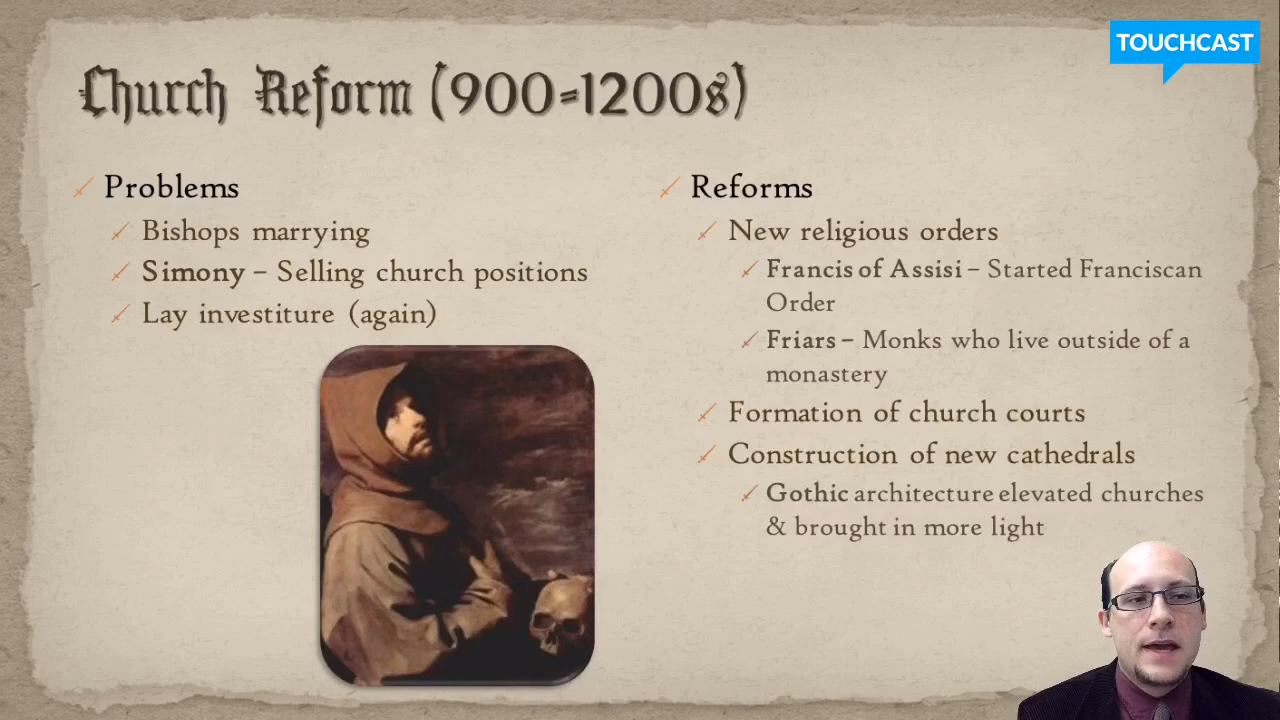 TOUCHCAST
Church Reform (900-1200s)
Problems
Bishops marrying
Simony – Selling church positions
Lay investiture (again)
Reforms
New religious orders
Francis of Assisi – Started Franciscan
Order
Friars – Monks who live outside of a
monastery
Formation of church courts
Construction of new cathedrals
Gothic architecture elevated churches
& brought in more light